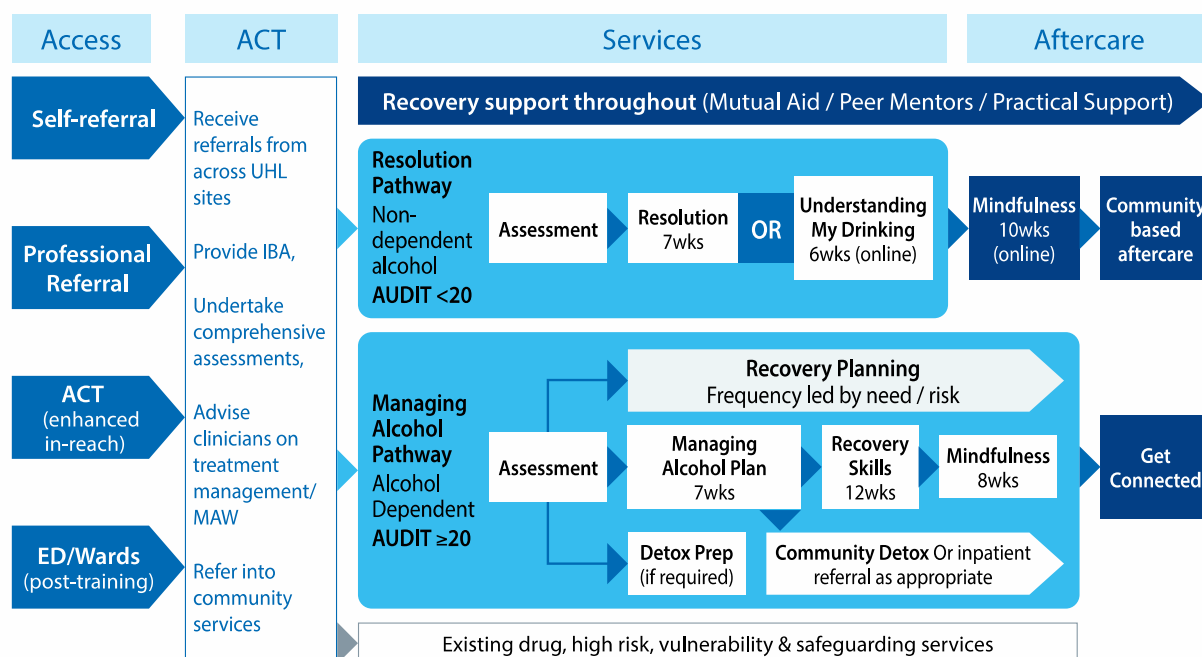 Access
ACT
Services
Aftercare
Self-referral
Professional
Referral
ACT
(enhanced
in-reach)
ED/Wards
(post-training)
Receive
referrals from
across UHL
sites
Provide IBA,
Undertake
comprehensive
assessments,
Advise
clinicians on
treatment
management/
MAW
Refer into
community
services
Recovery support throughout (Mutual Aid / Peer Mentors / Practical Support)
Resolution
Pathway
Non-
dependent
alcohol
AUDIT <20
Assessment
Resolution
7wks
OR
Understanding
My Drinking
6wks (online)
Mindfulness
10wks
(online)
Community
based
aftercare
Managing
Alcohol
Pathway
Alcohol
Dependent
AUDIT ≥20
Assessment
Recovery Planning
Frequency led by need / risk
Managing
Alcohol Plan
7wks
Recovery
Skills
12wks
Mindfulness
8wks
Detox Prep
(if required)
Community Detox Or inpatient
referral as appropriate
Get
Connected
Existing drug, high risk, vulnerability & safeguarding services